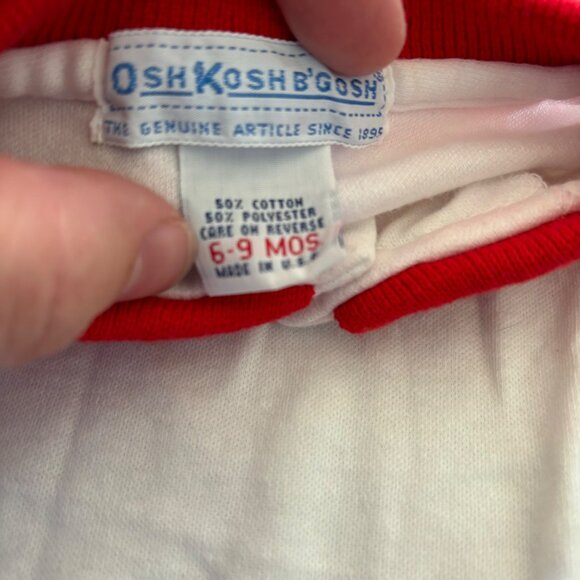 OSHKOSH B'GOSH
THE GENUINE ARTICLE SINCE 1895
50% COTTON
50% POLYESTER
CARE ON REVERSE
6-9 MOS
MADE IN U.S.A.